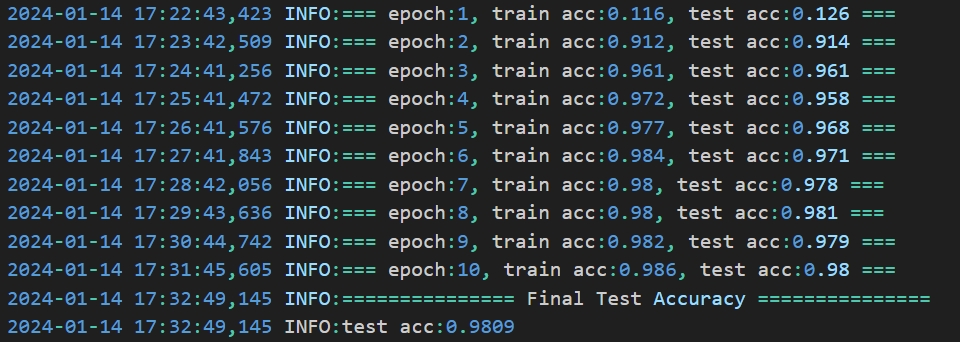 2024-01-14 17:22:43,423 INFO:=== epoch:1, train acc:0.116, test acc:0.126 ===
2024-01-14 17:23:42,509 INFO:=== epoch:2, train acc:0.912, test acc:0.914 ===
2024-01-14 17:24:41,256 INFO:=== epoch:3, train acc:0.961, test acc:0.961 ===
2024-01-14 17:25:41,472 INFO:=== epoch:4, train acc:0.972, test acc:0.958 ===
2024-01-14 17:26:41,576 INFO:=== epoch:5, train acc:0.977, test acc:0.968 ===
2024-01-14 17:27:41,843 INFO:=== epoch:6, train acc:0.984, test acc:0.971 ===
2024-01-14 17:28:42,056 INFO:=== epoch:7, train acc:0.98, test acc:0.978 ===
2024-01-14 17:29:43,636 INFO:=== epoch:8, train acc:0.98, test acc:0.981 ===
2024-01-14 17:30:44,742 INFO:=== epoch:9, train acc:0.982, test acc:0.979 ===
2024-01-14 17:31:45,605 INFO:=== epoch:10, train acc:0.986, test acc:0.98 ===
2024-01-14 17:32:49,145 INFO:=============== Final Test Accuracy ===============
2024-01-14 17:32:49,145 INFO:test acc:0.9809